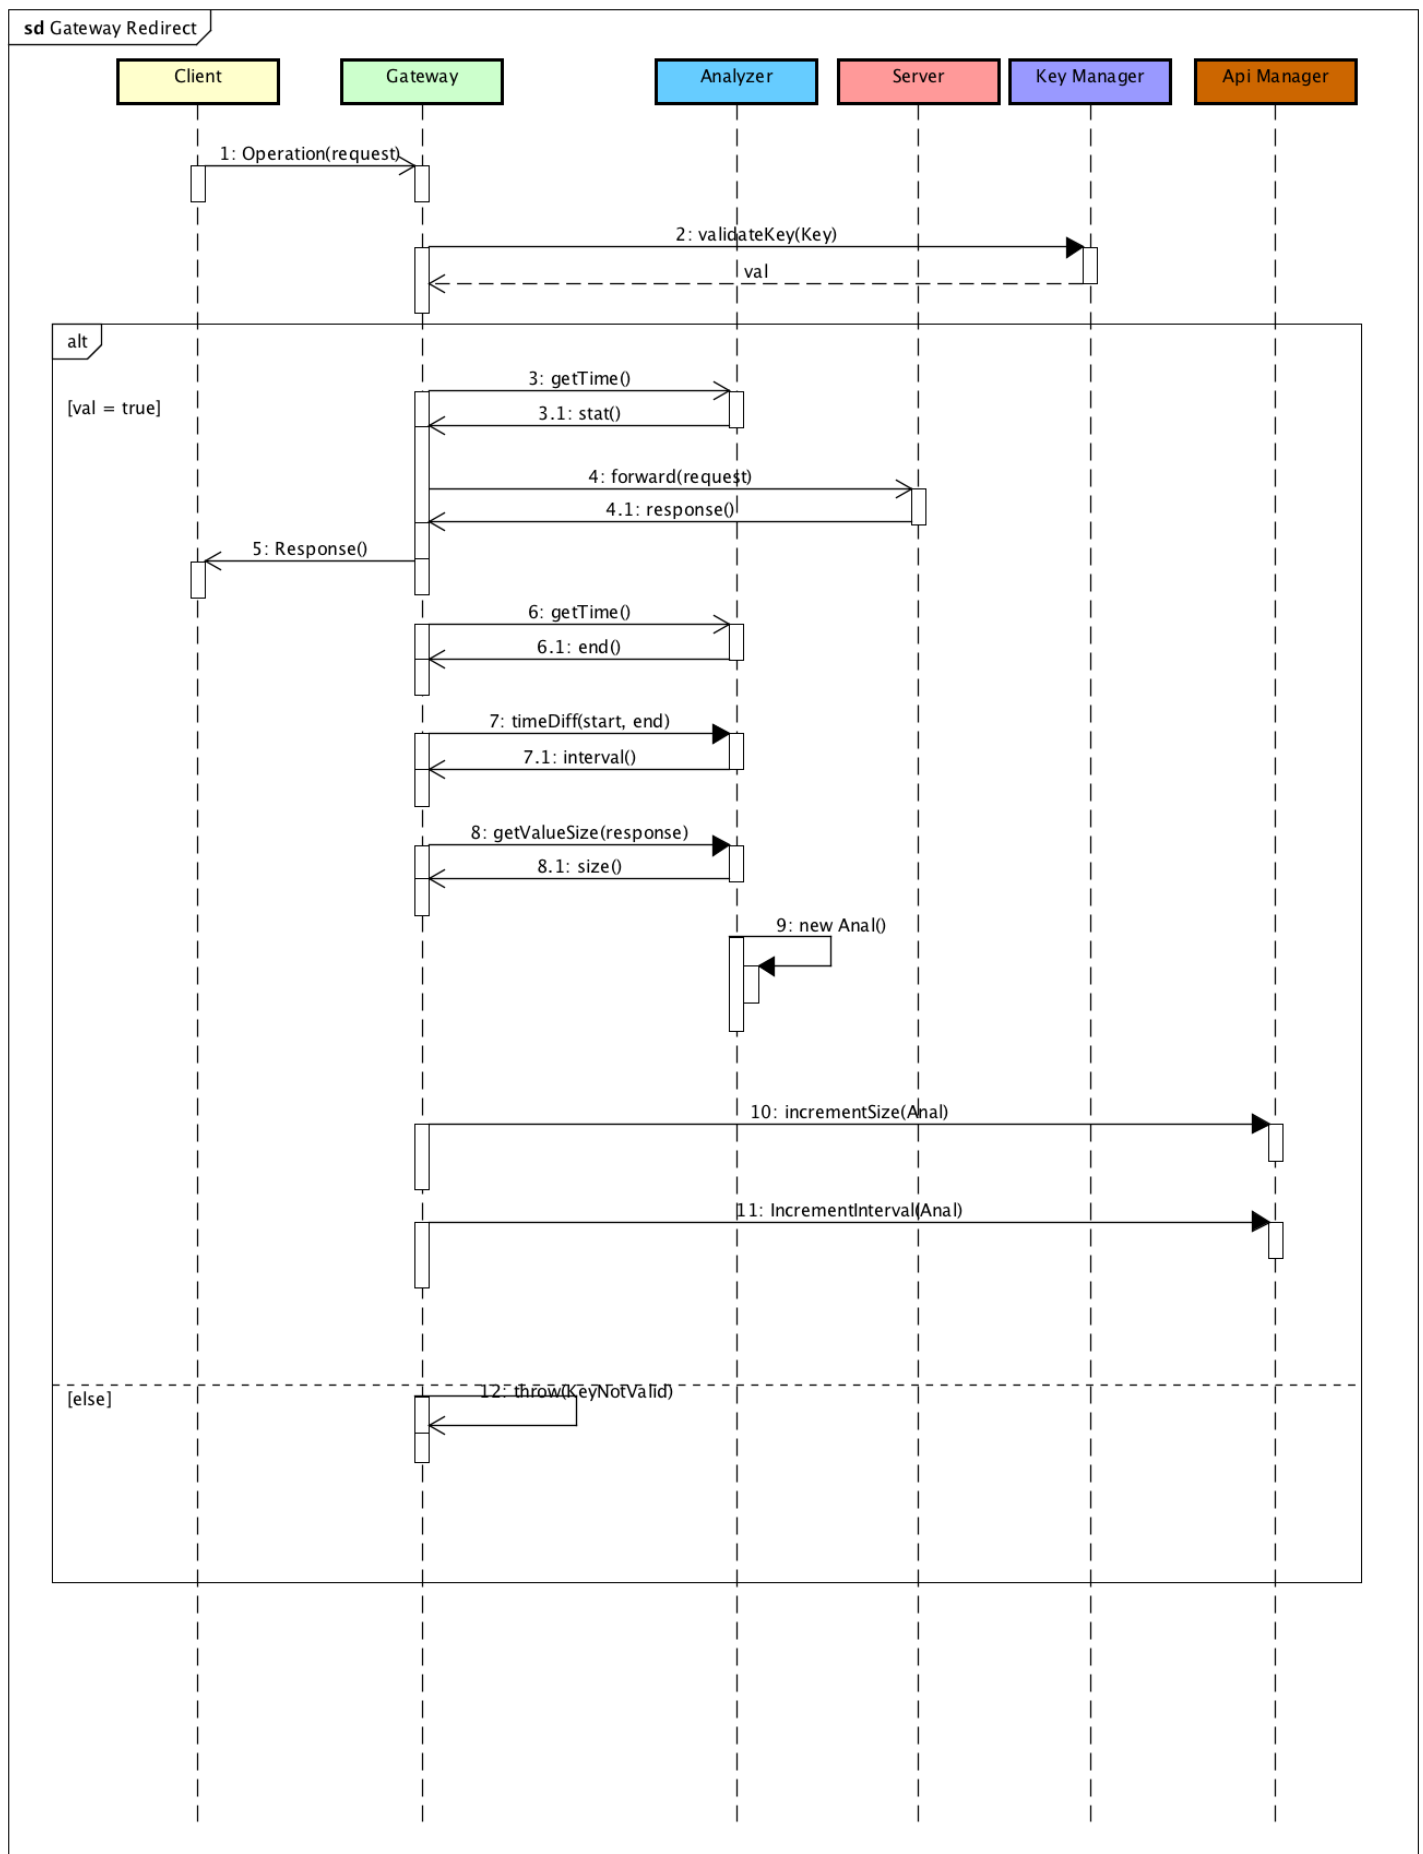 sd Gateway Redirect
Client
Gateway
Analyzer
Server
Key Manager
Api Manager
1: Operation(request)
2: validateKey(Key)
val
alt
3: getTime()
[val = true]
3.1: stat()
4: forward(request)
4.1: response()
5: Response()
6: getTime()
6.1: end()
7: timeDiff(start, end)
7.1: interval()
8: getValueSize(response)
8.1: size()
9: new Anal()
10: incrementSize(Anal)
11: IncrementInterval(Anal)
12: throw(KeyNotValid)
[else]